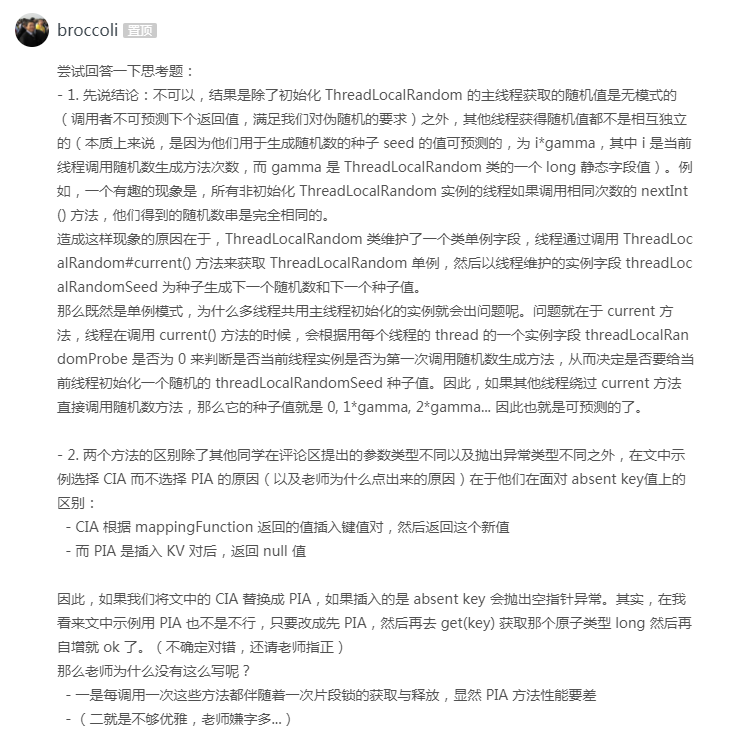 broccoli 置顶
尝试回答一下思考题：
- 1. 先说结论：不可以，结果是除了初始化 ThreadLocalRandom 的主线程获取的随机值是无模式的
（调用者不可预测下个返回值，满足我们对伪随机的要求）之外，其他线程获得随机值都不是相互独立
的（本质上来说，是因为他们用于生成随机数的种子 seed 的值可预测的，为 i*gamma，其中 i 是当前
线程调用随机数生成方法次数，而 gamma 是 ThreadLocalRandom 类的一个 long 静态字段值）。例
如，一个有趣的现象是，所有非初始化 ThreadLocalRandom 实例的线程如果调用相同次数的 nextInt
() 方法，他们得到的随机数串是完全相同的。
造成这样现象的原因在于，ThreadLocalRandom 类维护了一个类单例字段，线程通过调用 ThreadLoc
alRandom#current() 方法来获取 ThreadLocalRandom 单例，然后以线程维护的实例字段 threadLoc
alRandomSeed 为种子生成下一个随机数和下一个种子值。
那么既然是单例模式，为什么多线程共用主线程初始化的实例就会出问题呢。问题就在于 current 方
法，线程在调用 current() 方法的时候，会根据用每个线程的 thread 的一个实例字段 threadLocalRan
domProbe 是否为 0 来判断是否当前线程实例是否为第一次调用随机数生成方法，从而决定是否要给当
前线程初始化一个随机的 threadLocalRandomSeed 种子值。因此，如果其他线程绕过 current 方法
直接调用随机数方法，那么它的种子值就是 0, 1*gamma, 2*gamma... 因此也就是可预测的了。
- 2. 两个方法的区别除了其他同学在评论区提出的参数类型不同以及抛出异常类型不同之外，在文中示
例选择 CIA 而不选择 PIA 的原因（以及老师为什么点出来的原因）在于他们在面对 absent key值上的
区别：
- CIA 根据 mappingFunction 返回的值插入键值对，然后返回这个新值
- 而 PIA 是插入 KV 对后，返回 null 值
因此，如果我们将文中的 CIA 替换成 PIA，如果插入的是 absent key 会抛出空指针异常。其实，在我
看来文中示例用 PIA 也不是不行，只要改成先 PIA，然后再去 get(key) 获取那个原子类型 long 然后再
自增就 ok 了。（不确定对错，还请老师指正）
那么老师为什么没有这么写呢？
- 一是每调用一次这些方法都伴随着一次片段锁的获取与释放，显然 PIA 方法性能要差
- （二就是不够优雅，老师嫌字多...）